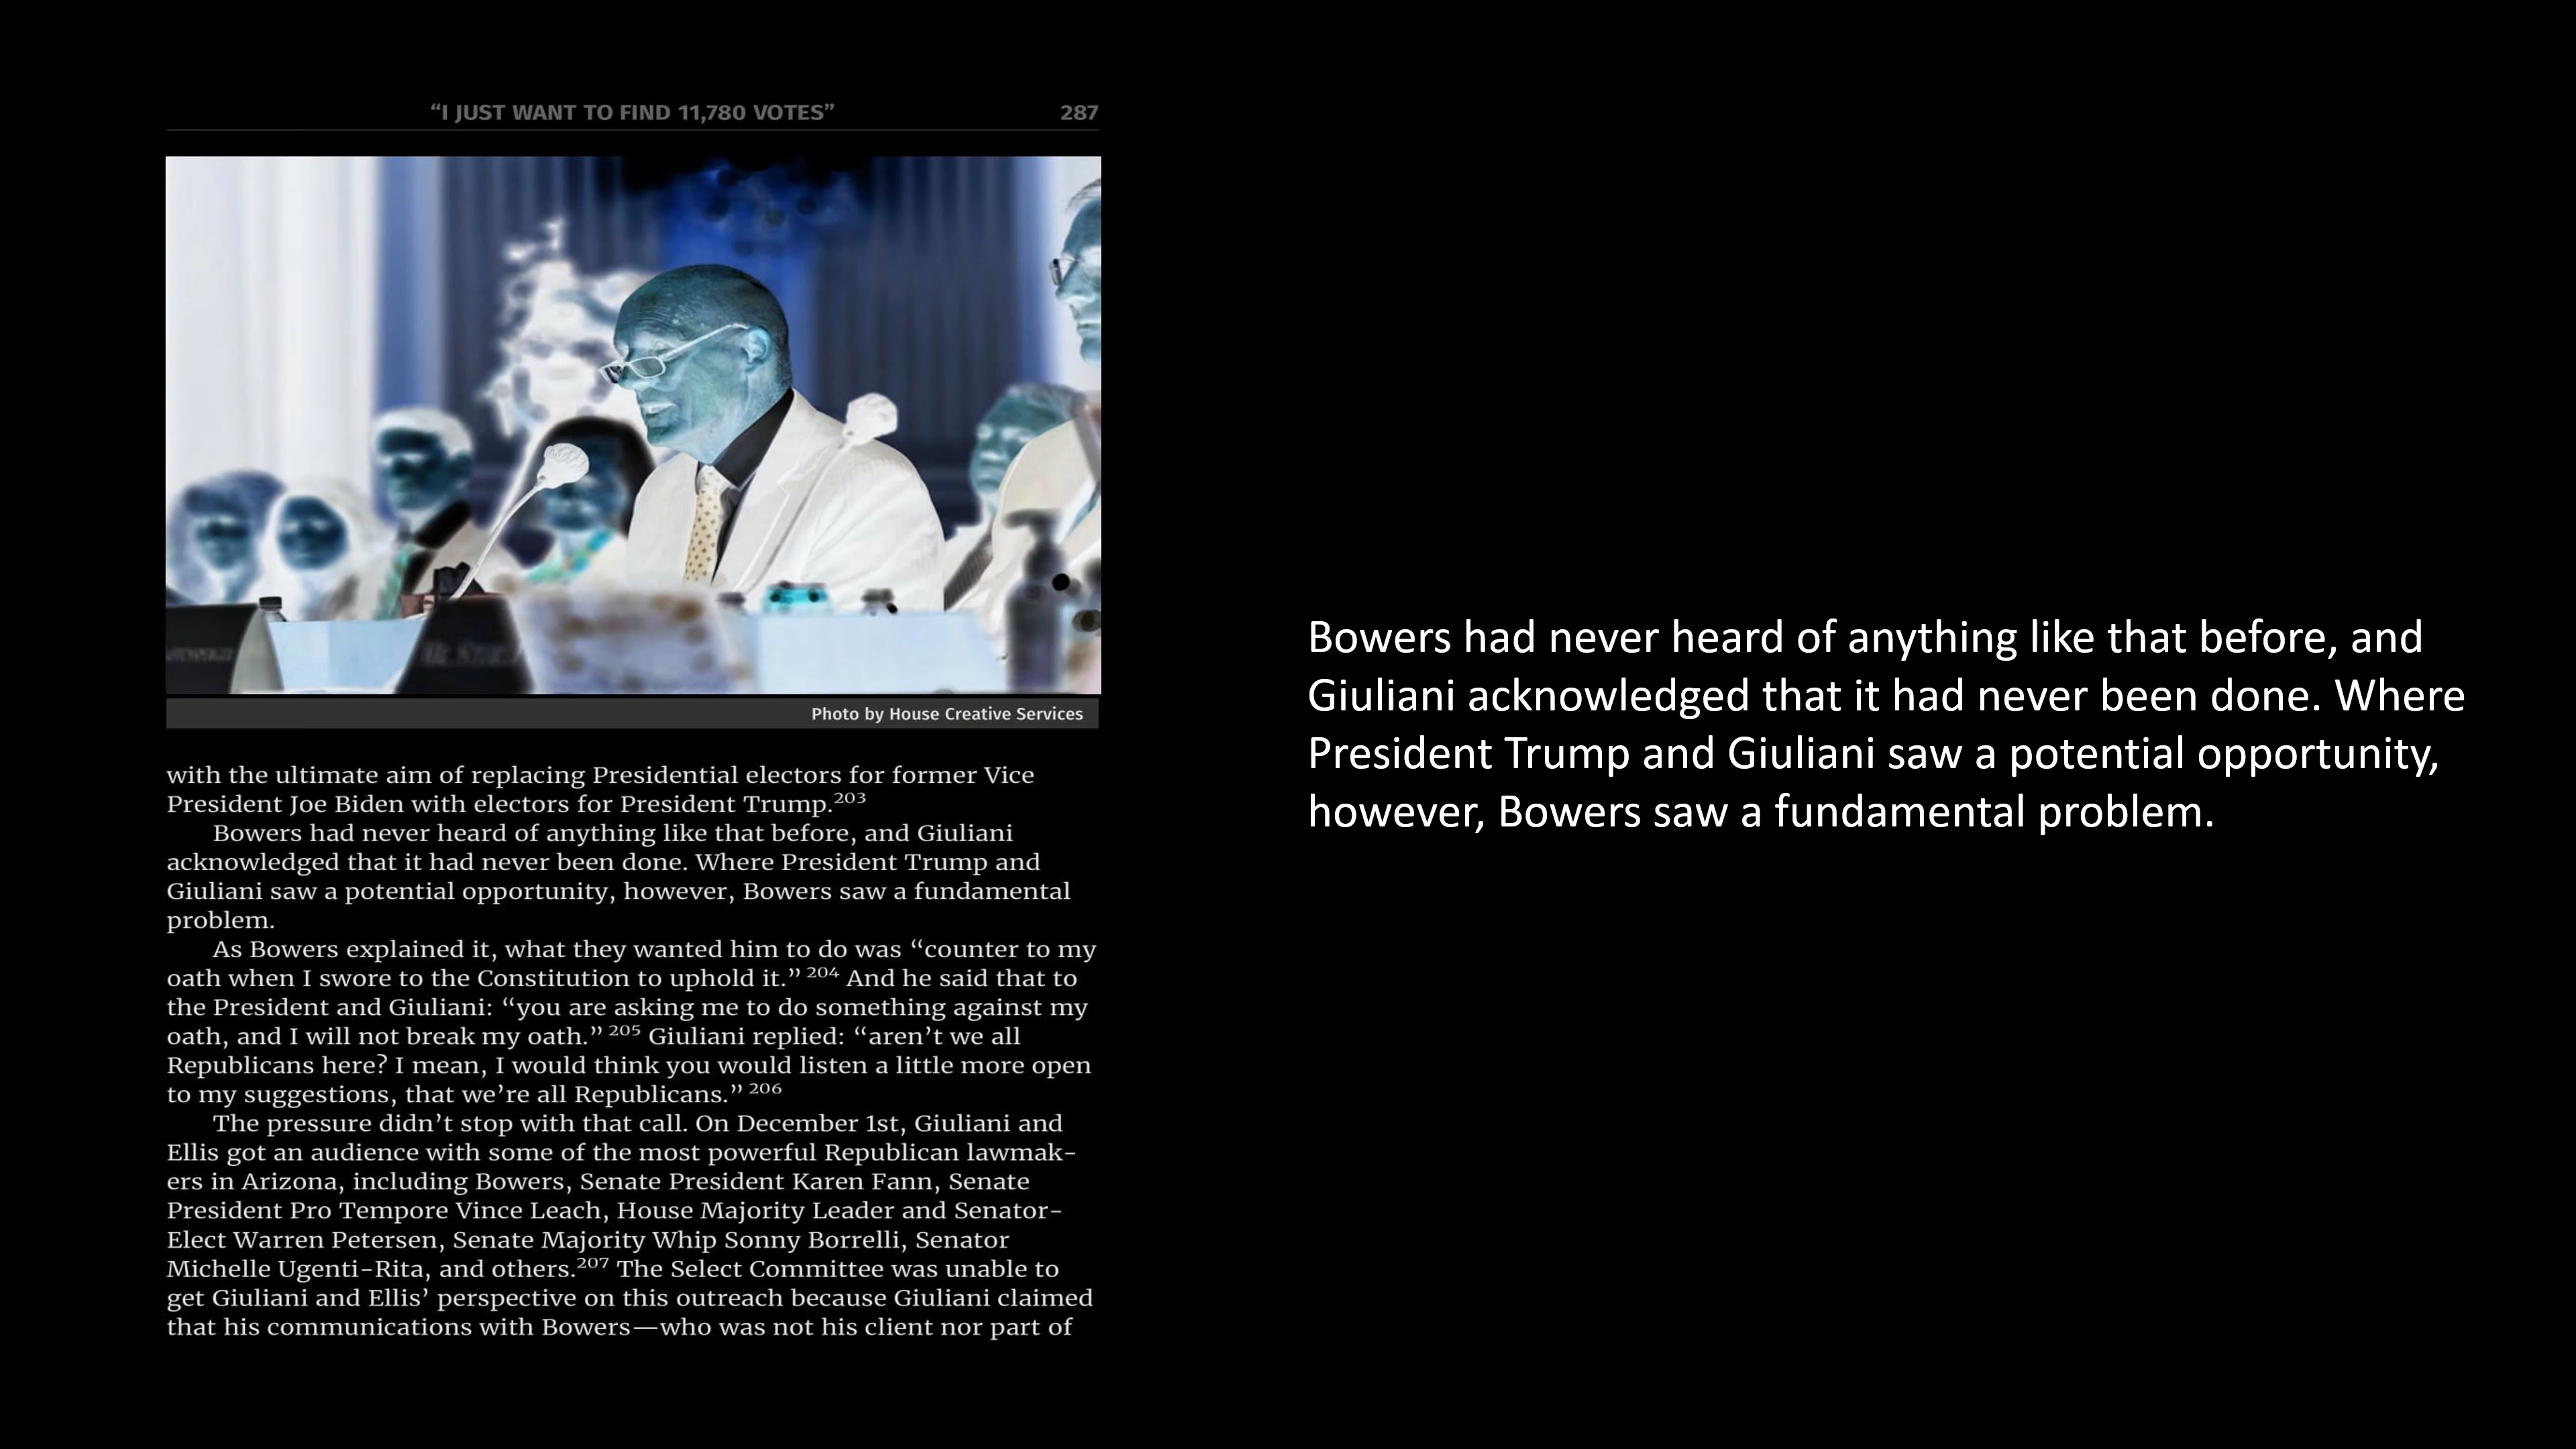 “I JUST WANT TO FIND 11,780 VOTES”
287
Photo by House Creative Services
with the ultimate aim of replacing Presidential electors for former Vice
President Joe Biden with electors for President Trump.203
Bowers had never heard of anything like that before, and Giuliani
acknowledged that it had never been done. Where President Trump and
Giuliani saw a potential opportunity, however, Bowers saw a fundamental
problem.
As Bowers explained it, what they wanted him to do was “counter to my
oath when I swore to the Constitution to uphold it.” 204 And he said that to
the President and Giuliani: “you are asking me to do something against my
oath, and I will not break my oath.” 205 Giuliani replied: “aren’t we all
Republicans here? I mean, I would think you would listen a little more open
to my suggestions, that we’re all Republicans.” 206
The pressure didn’t stop with that call. On December 1st, Giuliani and
Ellis got an audience with some of the most powerful Republican lawmak-
ers in Arizona, including Bowers, Senate President Karen Fann, Senate
President Pro Tempore Vince Leach, House Majority Leader and Senator-
Elect Warren Petersen, Senate Majority Whip Sonny Borrelli, Senator
Michelle Ugenti-Rita, and others.207 The Select Committee was unable to
get Giuliani and Ellis’ perspective on this outreach because Giuliani claimed
that his communications with Bowers—who was not his client nor part of
Bowers had never heard of anything like that before, and
Giuliani acknowledged that it had never been done. Where
President Trump and Giuliani saw a potential opportunity,
however, Bowers saw a fundamental problem.